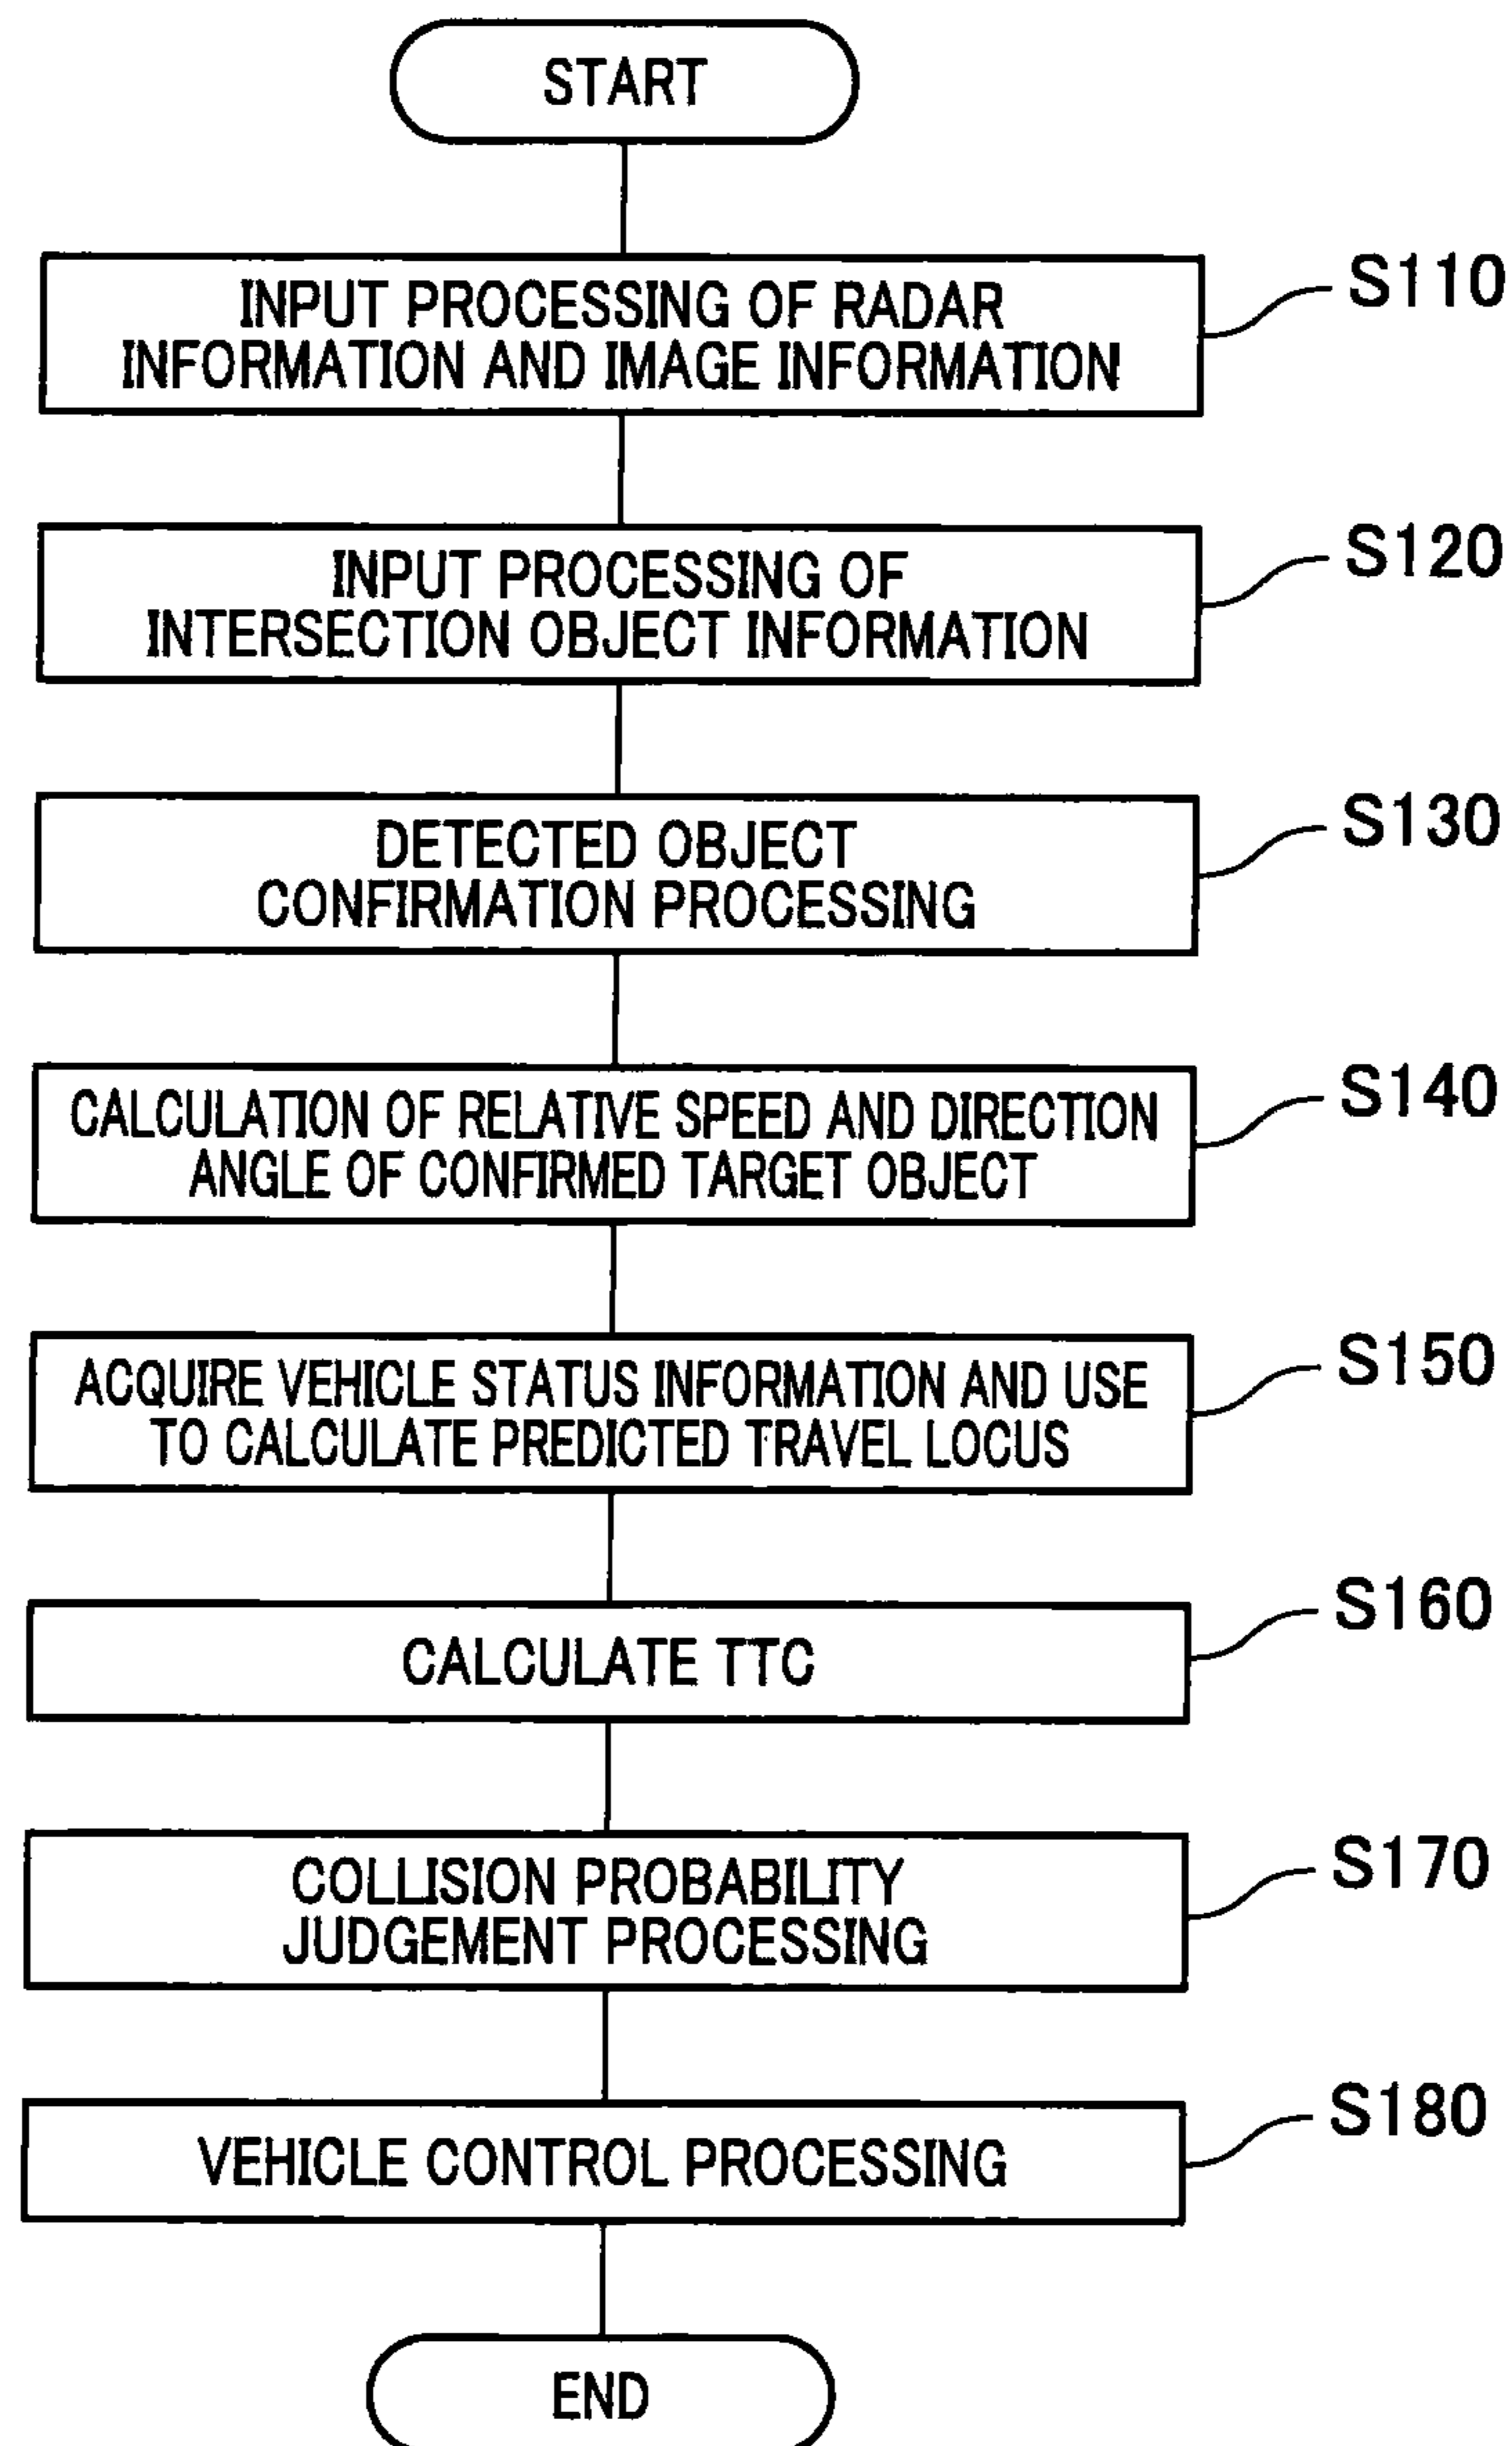 START
INPUT PROCESSING OF RADAR
INFORMATION AND IMAGE INFORMATION
S110
INPUT PROCESSING OF
INTERSECTION OBJECT INFORMATION
S120
DETECTED OBJECT
CONFIRMATION PROCESSING
S130
CALCULATION OF RELATIVE SPEED AND DIRECTION
ANGLE OF CONFIRMED TARGET OBJECT
S140
ACQUIRE VEHICLE STATUS INFORMATION AND USE
TO CALCULATE PREDICTED TRAVEL LOCUS
S150
CALCULATE TTC
S160
COLLISION PROBABILITY
JUDGEMENT PROCESSING
S170
VEHICLE CONTROL PROCESSING
S180
END